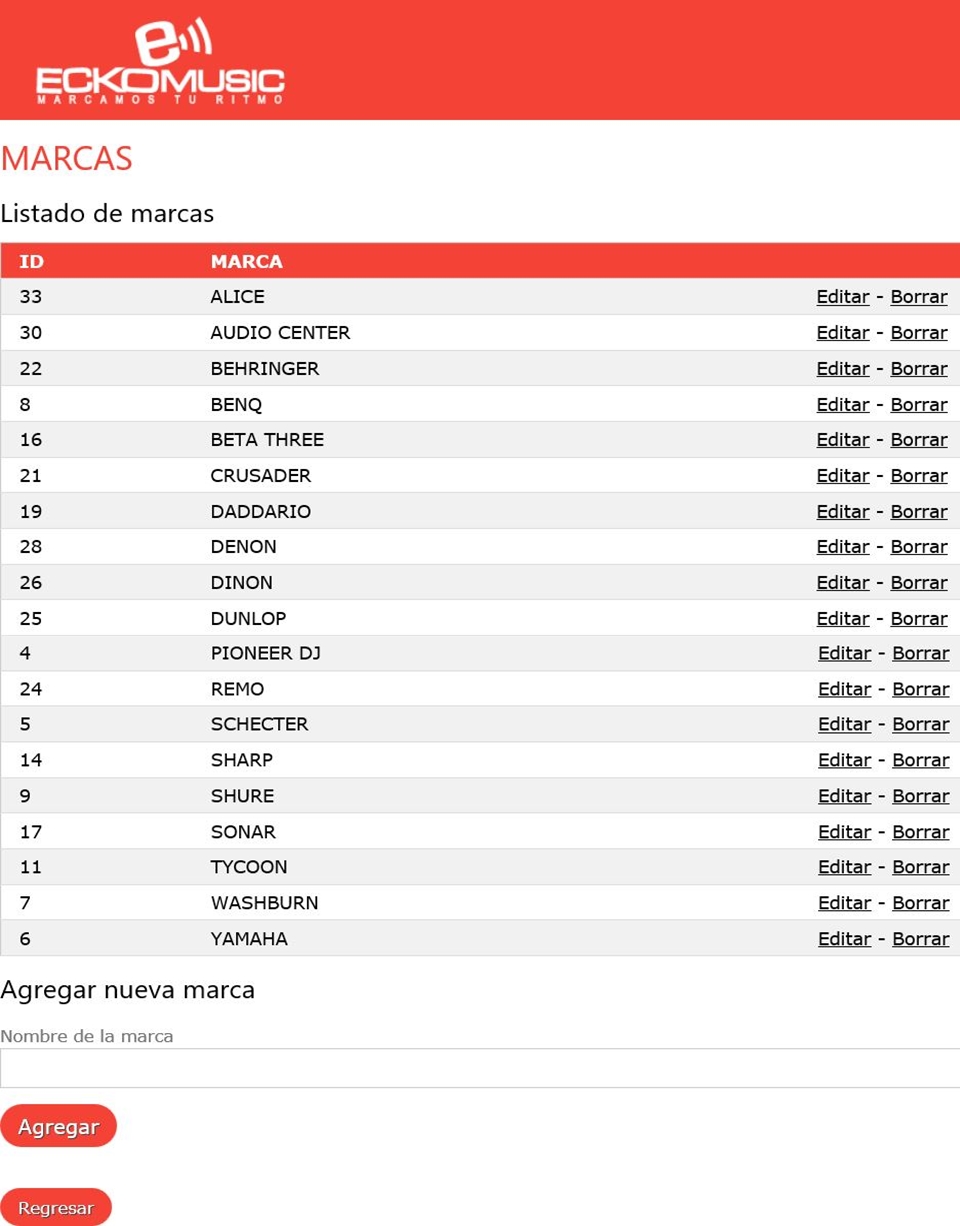 e
ECKOMUSIC
MARCAMOS TU RITMO
MARCAS
Listado de marcas
ID MARCA
33 ALICE Editar - Borrar
30 AUDIO CENTER Editar - Borrar
22 BEHRINGER Editar - Borrar
8 BENQ Editar - Borrar
16 BETA THREE Editar - Borrar
21 CRUSADER Editar - Borrar
19 DADDARIO Editar - Borrar
28 DENON Editar - Borrar
26 DINON Editar - Borrar
25 DUNLOP Editar - Borrar
4 PIONEER DJ Editar - Borrar
24 REMO Editar - Borrar
5 SCHECTER Editar - Borrar
14 SHARP Editar - Borrar
9 SHURE Editar - Borrar
17 SONAR Editar - Borrar
11 TYCOON Editar - Borrar
7 WASHBURN Editar - Borrar
6 YAMAHA Editar - Borrar
Agregar nueva marca
Nombre de la marca
Agregar
Regresar